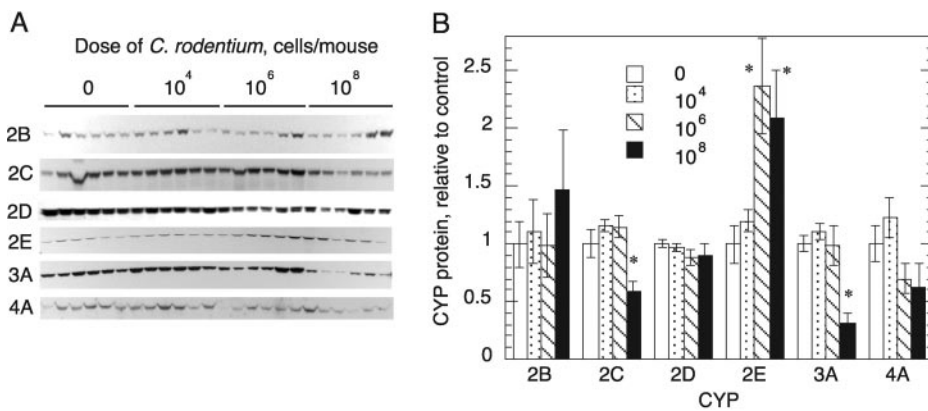 A
Dose of C. rodentium, cells/mouse
0 10⁴ 10⁶ 10⁸
2B
2C
2D
2E
3A
4A
B
CYP protein, relative to control
2.5
2
1.5
1
0.5
0
0
10⁴
10⁶
10⁸
* *
*
*
2B 2C 2D 2E 3A 4A
CYP